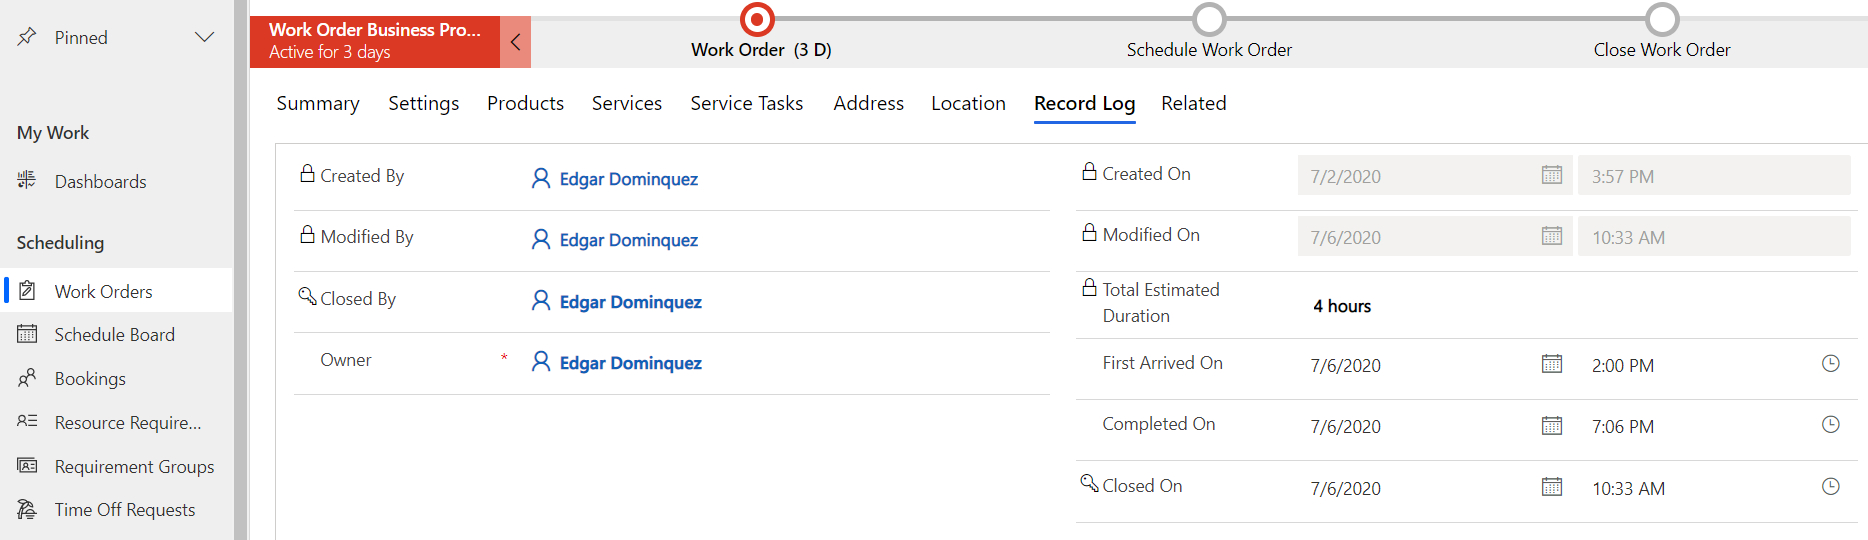 Pinned
My Work
Dashboards
Scheduling
Work Orders
Schedule Board
Bookings
Resource Require...
Requirement Groups
Time Off Requests
Work Order Business Pro...
Active for 3 days
Work Order (3 D)
Schedule Work Order
Close Work Order
Summary Settings Products Services Service Tasks Address Location Record Log Related
Created By Edgar Dominquez
Modified By Edgar Dominquez
Closed By Edgar Dominquez
Owner * Edgar Dominquez
Created On 7/2/2020 3:57 PM
Modified On 7/6/2020 10:33 AM
Total Estimated
Duration
4 hours
First Arrived On 7/6/2020 2:00 PM
Completed On 7/6/2020 7:06 PM
Closed On 7/6/2020 10:33 AM